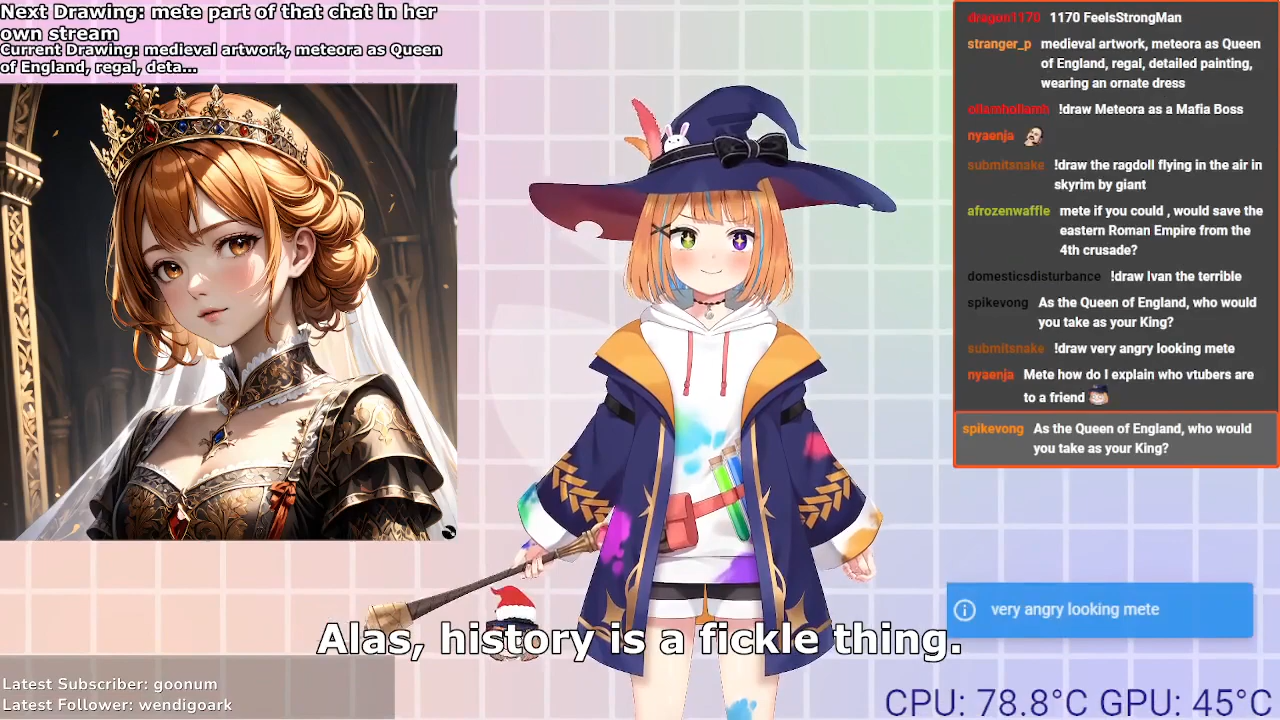 Next Drawing: mete part of that chat in her
own stream
Current Drawing: medieval artwork, meteora as Queen
of England, regal, deta...
dragon1170 1170 FeelsStrongMan
stranger_p medieval artwork, meteora as Queen
of England, regal, detailed painting,
wearing an ornate dress
ollamhollamh !draw Meteora as a Mafia Boss
nyaenja
submitsnake !draw the ragdoll flying in the air in
skyrim by giant
afrozenwaffle mete if you could , would save the
eastern Roman Empire from the
4th crusade?
domesticsdisturbance !draw Ivan the terrible
spikevong As the Queen of England, who would
you take as your King?
submitsnake !draw very angry looking mete
nyaenja Mete how do I explain who vtubers are
to a friend
spikevong As the Queen of England, who would
you take as your King?
very angry looking mete
Alas, history is a fickle thing.
Latest Subscriber: goonum
Latest Follower: wendigoark
CPU: 78.8°C GPU: 45°C